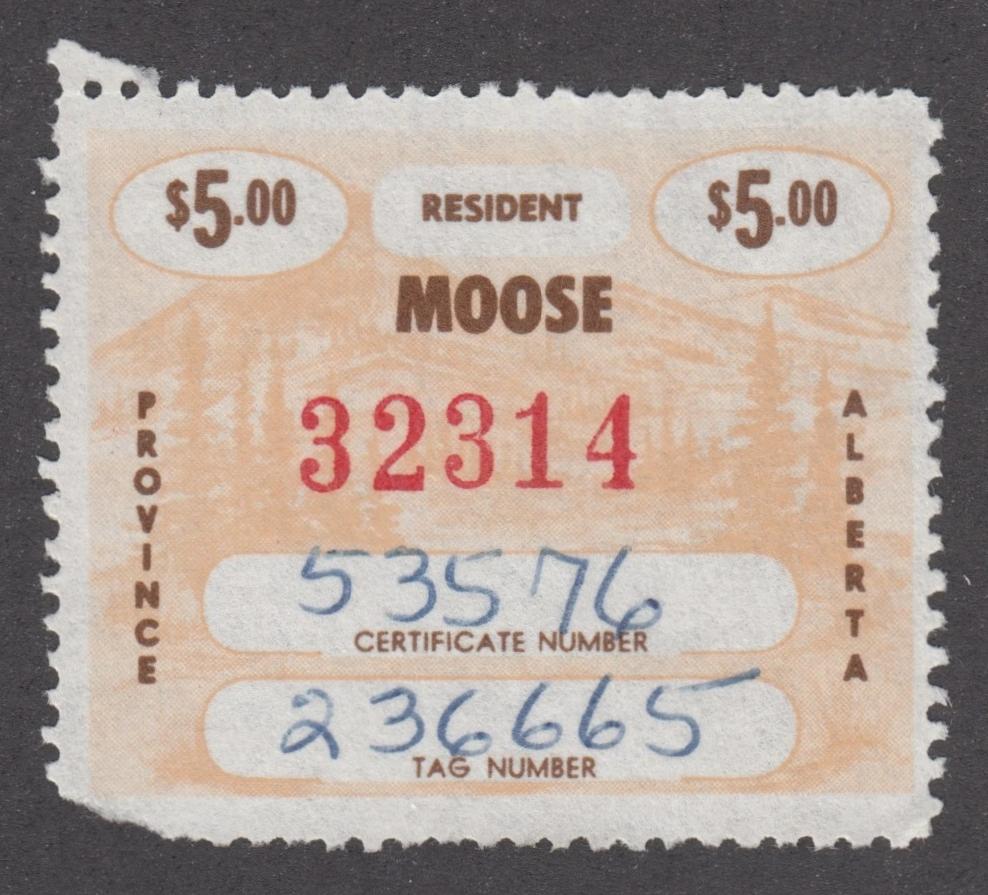 $5.00 RESIDENT $5.00
MOOSE
32314
PROVINCE
ALBERTA
53576
CERTIFICATE NUMBER
236665
TAG NUMBER